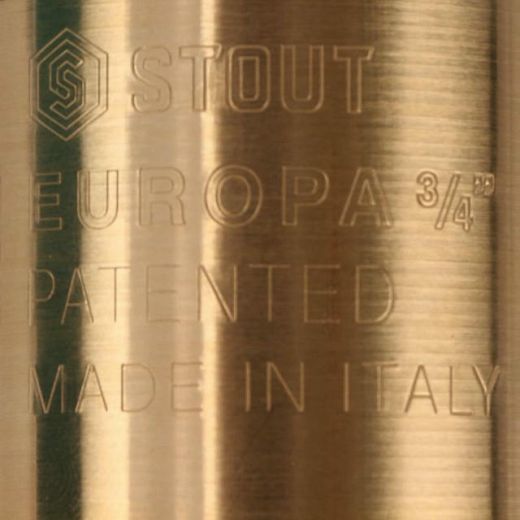 STOUT
EUROPA 3/4"
PATENTED
MADE IN ITALY